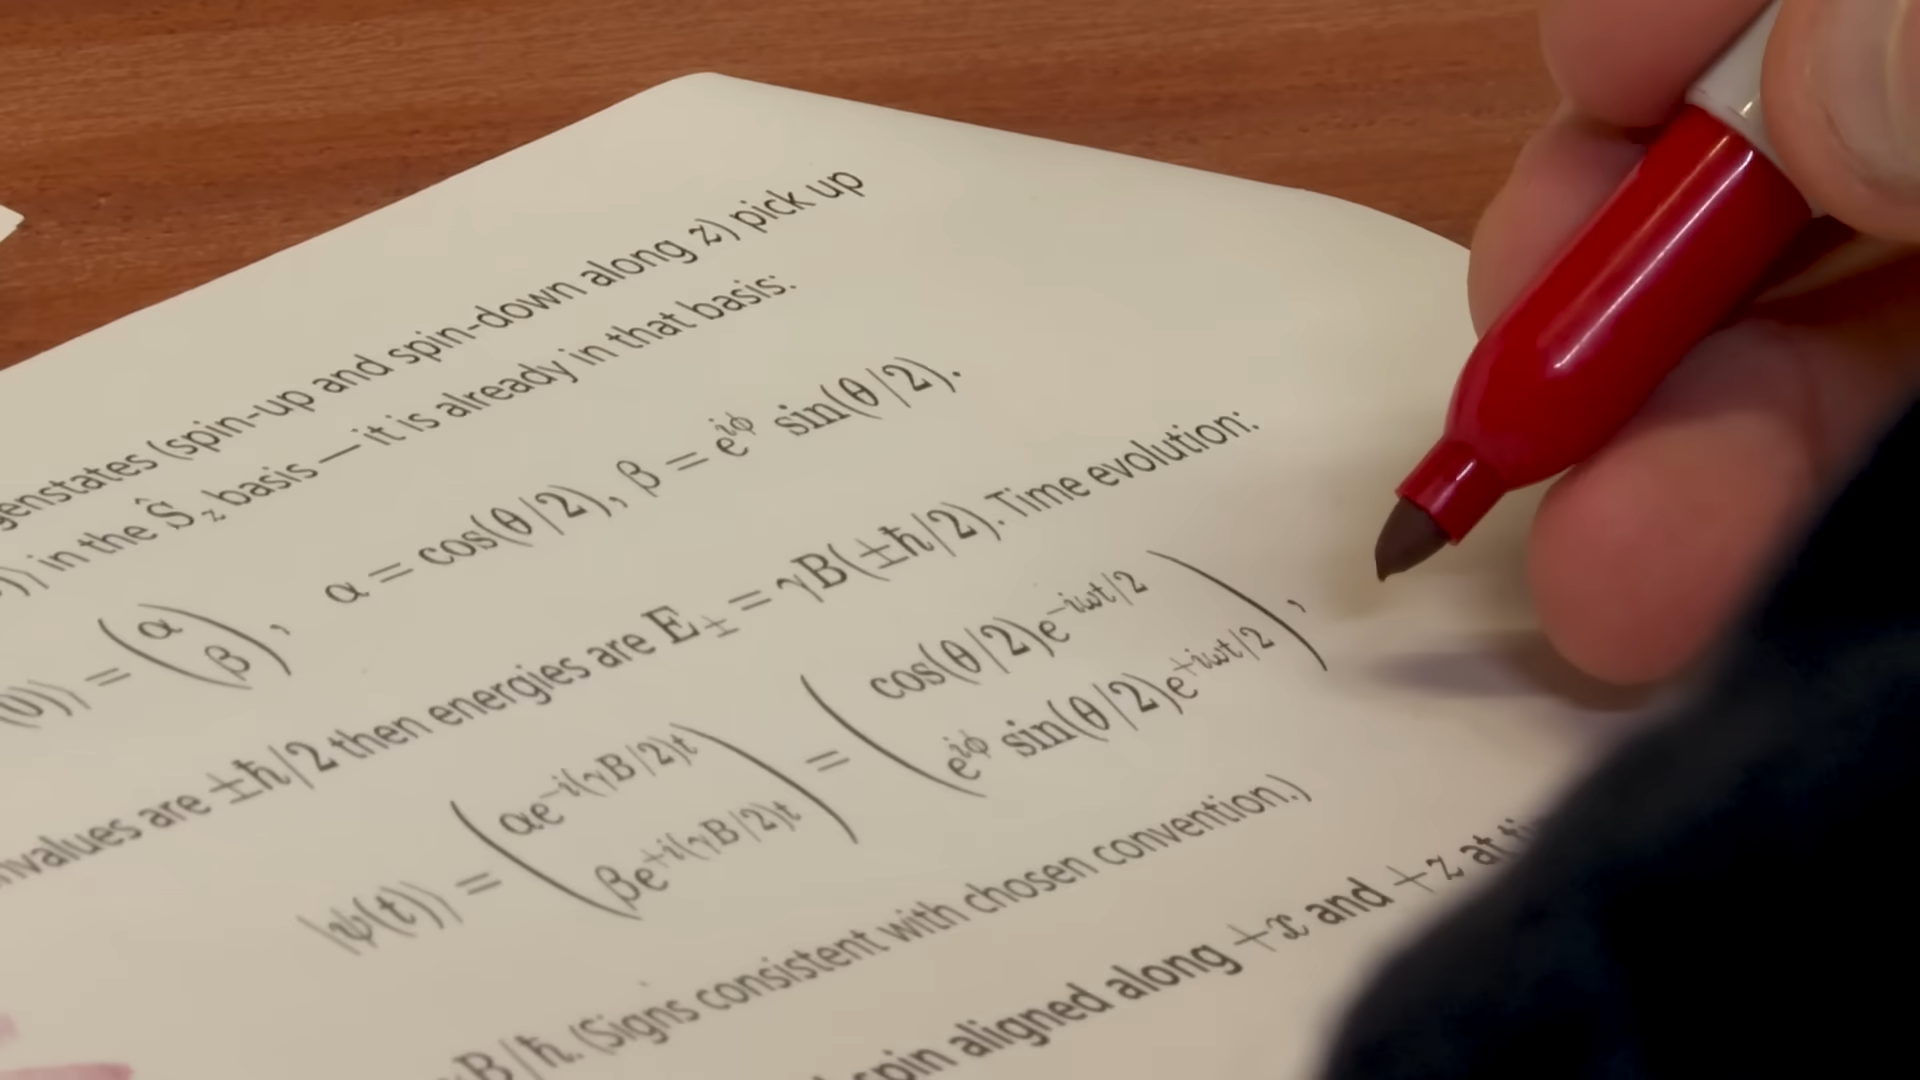 genstates (spin-up and spin-down along z) pick up
)⟩ in the Ŝ_z basis — it is already in that basis:
(0)⟩ = (α β), α = cos(θ/2), β = e^{iϕ} sin(θ/2).
nvalues are ±ħ/2 then energies are E_± = γB(±ħ/2). Time evolution:
|ψ(t)⟩ = (αe^{−i(γB/2)t} βe^{+i(γB/2)t}) = (cos(θ/2)e^{−iωt/2} e^{iϕ} sin(θ/2)e^{+iωt/2}),
B/ħ. (Signs consistent with chosen convention.)
spin aligned along +x and +z at